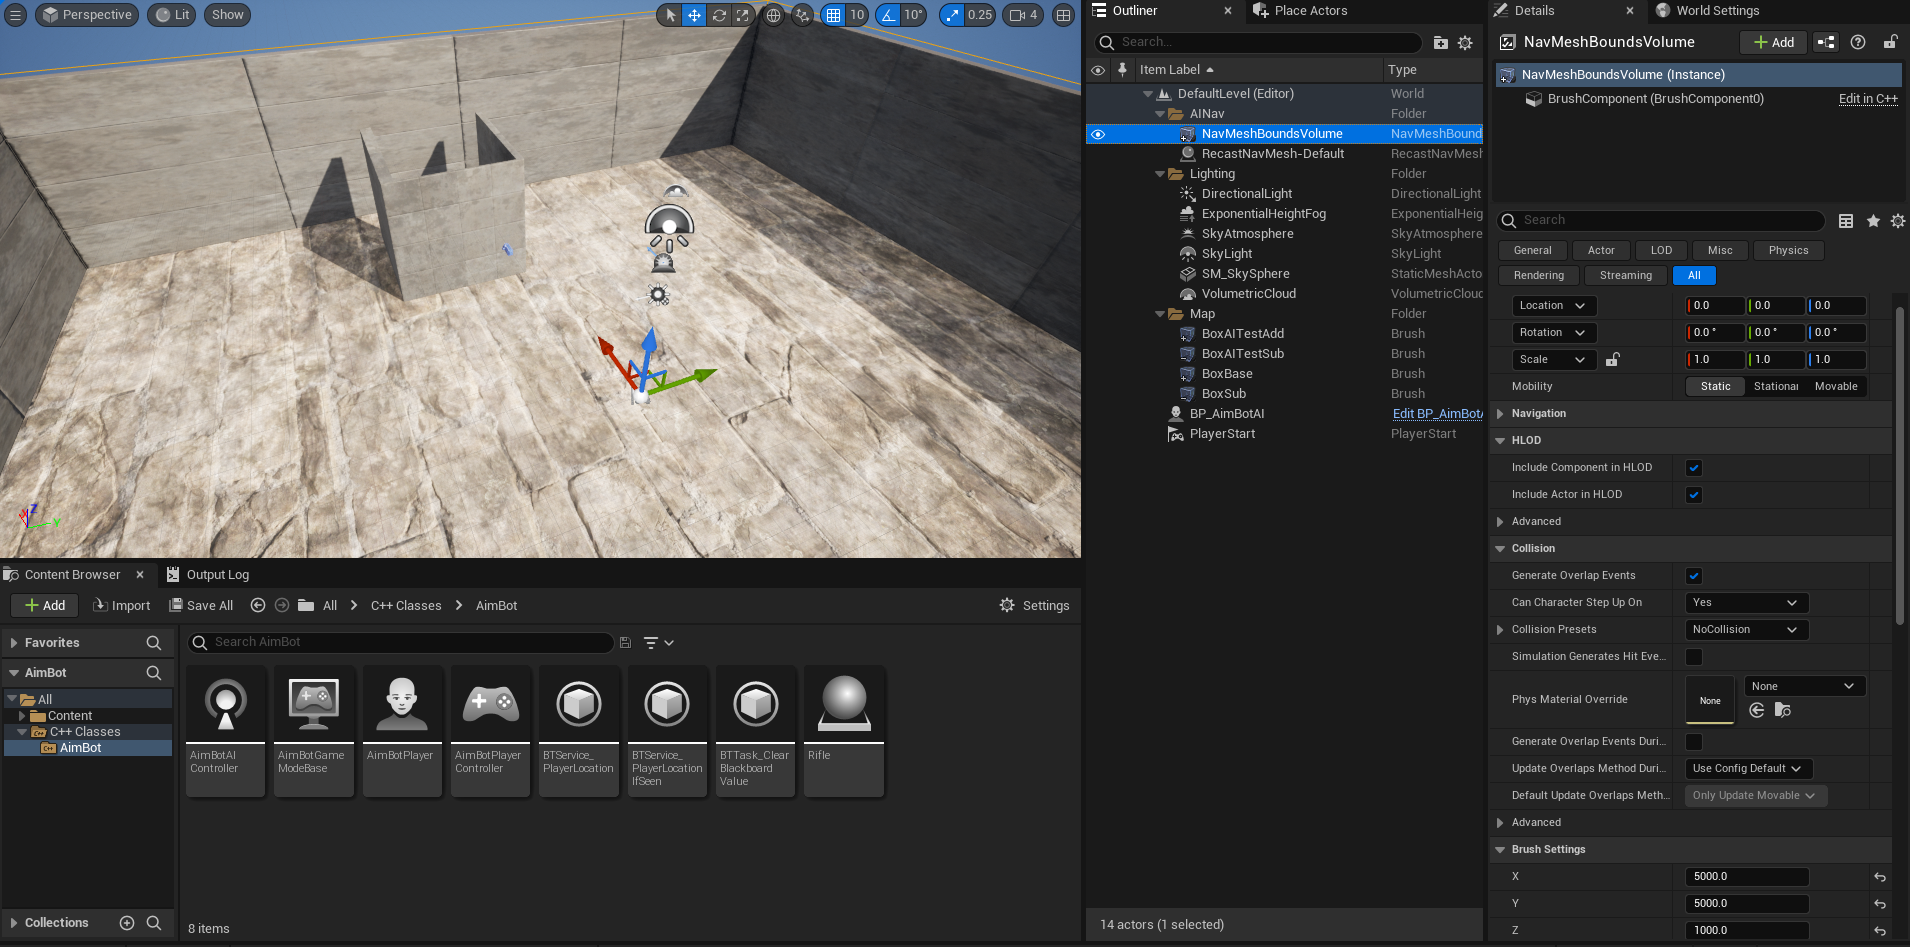 Perspective
Lit
Show
10
10°
0.25
4
X
Z
Y
Content Browser
Output Log
Add
Import
Save All
All
C++ Classes
AimBot
Settings
Favorites
Search AimBot
AimBot
All
Content
C++ Classes
AimBot
Collections
AimBotAI
Controller
AimBotGame
ModeBase
AimBotPlayer
AimBotPlayer
Controller
BTService_
PlayerLocation
BTService_
PlayerLocation
IfSeen
BTTask_Clear
Blackboard
Value
Rifle
8 items
Outliner
Place Actors
Search...
Item Label
Type
DefaultLevel (Editor)
World
AINav
Folder
NavMeshBoundsVolume
NavMeshBound
RecastNavMesh-Default
RecastNavMesh
Lighting
Folder
DirectionalLight
DirectionalLight
ExponentialHeightFog
ExponentialHeig
SkyAtmosphere
SkyAtmosphere
SkyLight
SkyLight
SM_SkySphere
StaticMeshActo
VolumetricCloud
VolumetricCloud
Map
Folder
BoxAITestAdd
Brush
BoxAITestSub
Brush
BoxBase
Brush
BoxSub
Brush
BP_AimBotAI
Edit BP_AimBotA
PlayerStart
PlayerStart
14 actors (1 selected)
Details
World Settings
NavMeshBoundsVolume
Add
NavMeshBoundsVolume (Instance)
BrushComponent (BrushComponent0)
Edit in C++
Search
General
Actor
LOD
Misc
Physics
Rendering
Streaming
All
Location
0.0
0.0
0.0
Rotation
0.0 °
0.0 °
0.0 °
Scale
1.0
1.0
1.0
Mobility
Static
Stationar
Movable
Navigation
HLOD
Include Component in HLOD
Include Actor in HLOD
Advanced
Collision
Generate Overlap Events
Can Character Step Up On
Yes
Collision Presets
NoCollision
Simulation Generates Hit Eve...
Phys Material Override
None
None
Generate Overlap Events Duri...
Update Overlaps Method Duri...
Use Config Default
Default Update Overlaps Meth...
Only Update Movable
Advanced
Brush Settings
X
5000.0
Y
5000.0
Z
1000.0